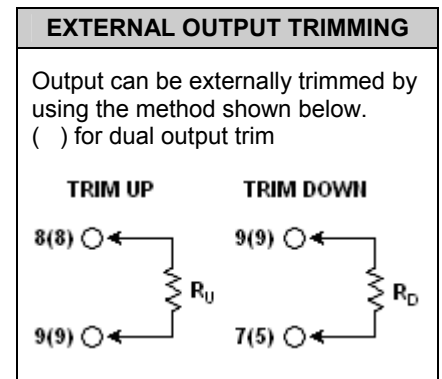 EXTERNAL OUTPUT TRIMMING
Output can be externally trimmed by
using the method shown below.
( ) for dual output trim
TRIM UP TRIM DOWN
8(8) 9(9)
RU RD
9(9) 7(5)